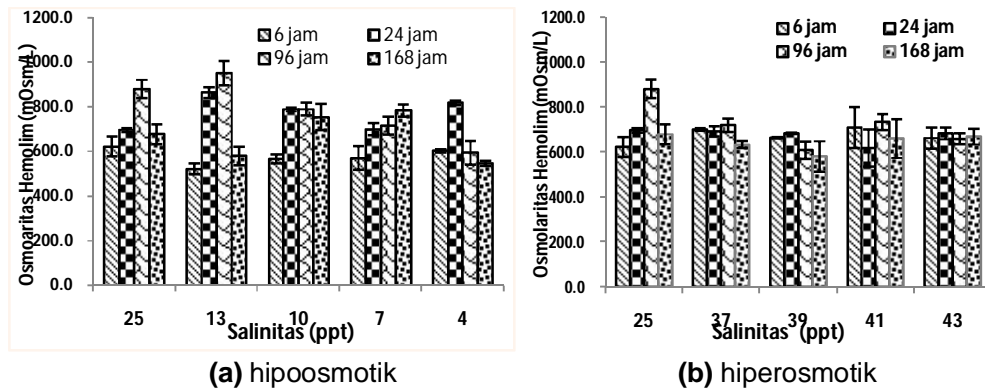 1200.0
1000.0
800.0
600.0
400.0
200.0
0.0
Osmoaritas Hemolim (mOsm/L)
6 jam 24 jam
96 jam 168 jam
25 13 10 7 4
Salinitas (ppt)
(a) hipoosmotik
1200.0
1000.0
800.0
600.0
400.0
200.0
0.0
Osmolaritas Hemolim (mOsm/L)
6 jam 24 jam
96 jam 168 jam
25 37 39 41 43
Salinitas (ppt)
(b) hiperosmotik